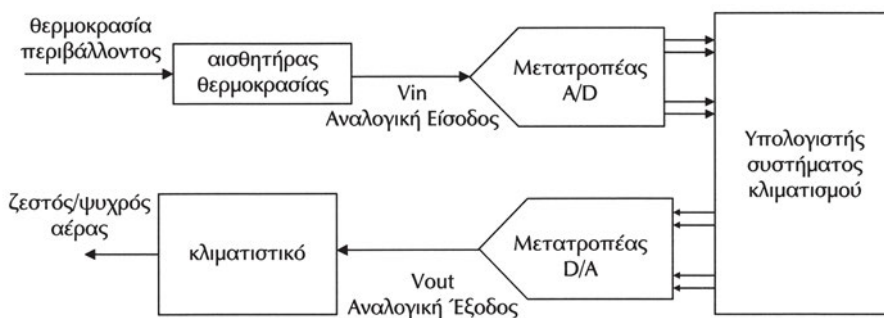 θερμοκρασία
περιβάλλοντος
αισθητήρας
θερμοκρασίας
Vin
Αναλογική Είσοδος
Μετατροπέας
A/D
Υπολογιστής
συστήματος
κλιματισμού
ζεστός/ψυχρός
αέρας
κλιματιστικό
Vout
Αναλογική Έξοδος
Μετατροπέας
D/A